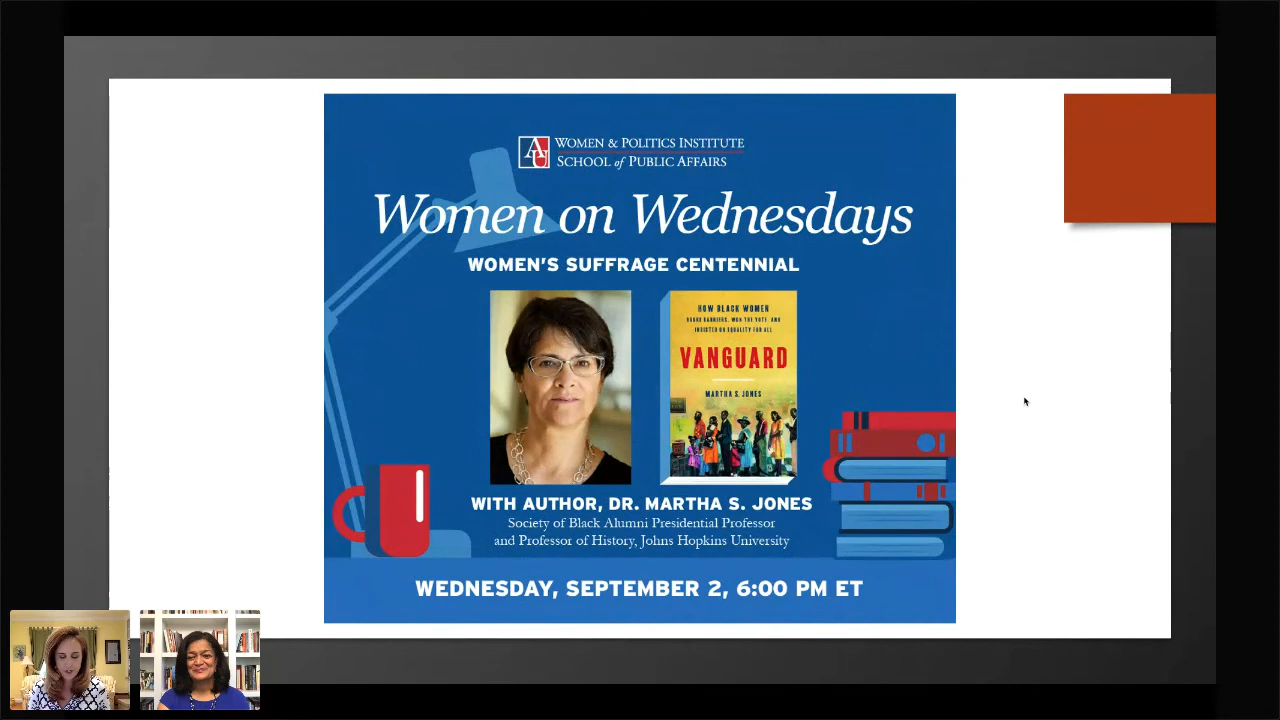 AU
WOMEN & POLITICS INSTITUTE
SCHOOL of PUBLIC AFFAIRS
Women on Wednesdays
WOMEN'S SUFFRAGE CENTENNIAL
HOW BLACK WOMEN
BROKE BARRIERS, WON THE VOTE, AND
INSISTED ON EQUALITY FOR ALL
VANGUARD
MARTHA S. JONES
WITH AUTHOR, DR. MARTHA S. JONES
Society of Black Alumni Presidential Professor
and Professor of History, Johns Hopkins University
WEDNESDAY, SEPTEMBER 2, 6:00 PM ET